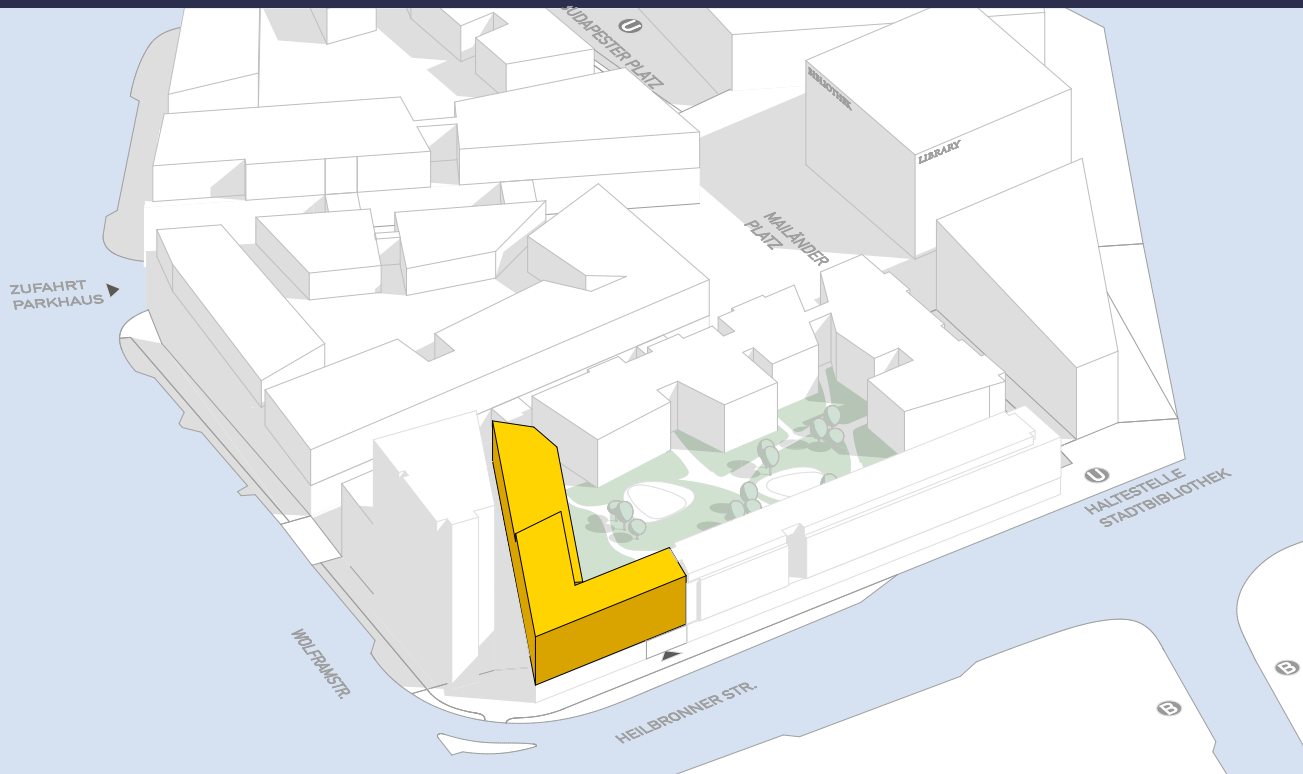 U
BUDAPESTER PLATZ
BIBLIOTHEK
LIBRARY
MAILÄNDER
PLATZ
ZUFAHRT
PARKHAUS
U
HALTESTELLE
STADTBIBLIOTHEK
WOLFRAMSTR.
HEILBRONNER STR.
B
B